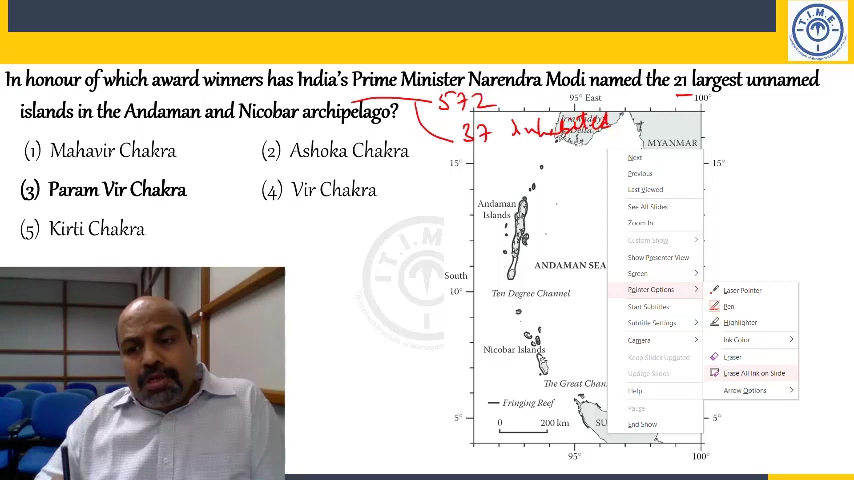 T.I.M.E.
In honour of which award winners has India's Prime Minister Narendra Modi named the 21 largest unnamed
islands in the Andaman and Nicobar archipelago?
572
37 inhabited
(1) Mahavir Chakra
(2) Ashoka Chakra
(3) Param Vir Chakra
(4) Vir Chakra
(5) Kirti Chakra
95° East
100°
MYANMAR
15°
15°
Andaman
Islands
ANDAMAN SEA
South
10°
Ten Degree Channel
Nicobar Islands
The Great Chan
Fringing Reef
0
200 km
SU
5°
5°
95°
100°
T.I.M.E
Next
Previous
Last Viewed
See All Slides
Zoom In
Custom Show
Show Presenter View
Screen
Pointer Options
Start Subtitles
Subtitle Settings
Camera
Keep Slides Updated
Update Slides
Help
Pause
End Show
Laser Pointer
Pen
Highlighter
Ink Color
Eraser
Erase All Ink on Slide
Arrow Options